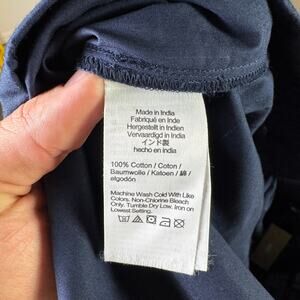 Made in India
Fabriqué en Inde
Hergestellt in Indien
Vervaardigd in India
インド製
hecho en india
100% Cotton / Coton /
Baumwolle / Katoen / 綿 /
algodón
Machine Wash Cold With Like
Colors, Non-Chlorine Bleach
Only, Tumble Dry Low, Iron on
Lowest Setting.